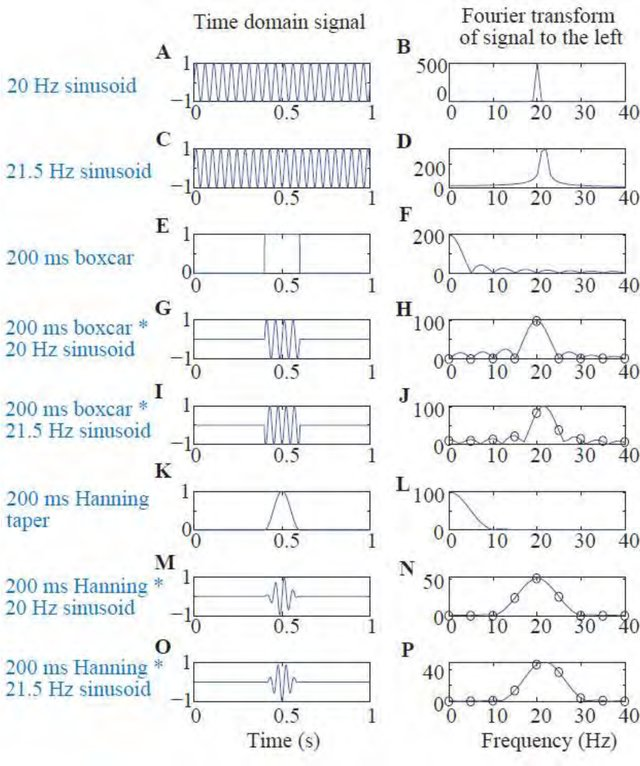 Time domain signal
Fourier transform
of signal to the left
A
B
20 Hz sinusoid
1
−1
0 0.5 1
500
0
0 10 20 30 40
C
D
21.5 Hz sinusoid
1
−1
0 0.5 1
200
0
0 10 20 30 40
E
F
200 ms boxcar
1
0
0 0.5 1
200
0
0 10 20 30 40
G
H
200 ms boxcar *
20 Hz sinusoid
1
−1
0 0.5 1
100
0
0 10 20 30 40
I
J
200 ms boxcar *
21.5 Hz sinusoid
1
−1
0 0.5 1
100
0
0 10 20 30 40
K
L
200 ms Hanning
taper
1
0
0 0.5 1
100
0
0 10 20 30 40
M
N
200 ms Hanning *
20 Hz sinusoid
1
−1
0 0.5 1
50
0
0 10 20 30 40
O
P
200 ms Hanning *
21.5 Hz sinusoid
1
−1
0 0.5 1
40
0
0 10 20 30 40
Time (s)
Frequency (Hz)